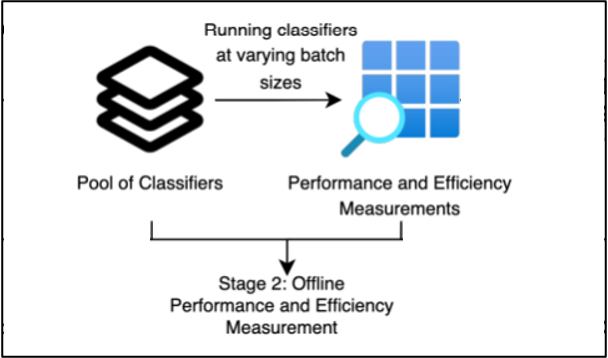 Running classifiers
at varying batch
sizes
Pool of Classifiers
Performance and Efficiency
Measurements
Stage 2: Offline
Performance and Efficiency
Measurement